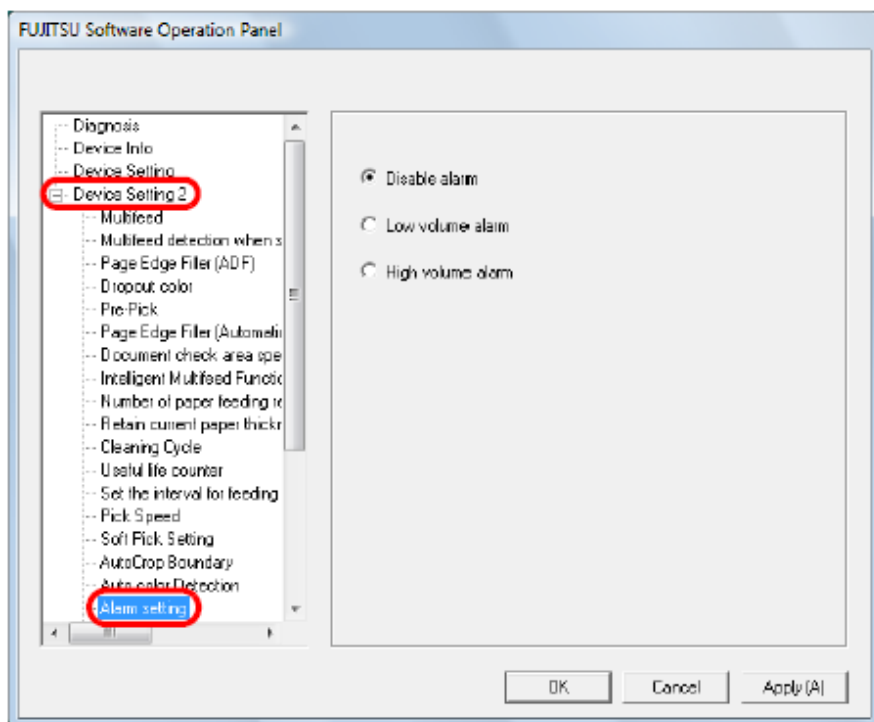 FUJITSU Software Operation Panel
Diagnosis
Device Info
Device Setting
Device Setting 2
Multifeed
Multifeed detection when s
Page Edge Filler (ADF)
Dropout color
Pre-Pick
Page Edge Filler (Automatic
Document check area spe
Intelligent Multifeed Functio
Number of paper feeding re
Retain current paper thickn
Cleaning Cycle
Useful life counter
Set the interval for feeding
Pick Speed
Soft Pick Setting
AutoCrop Boundary
Auto color Detection
Alarm setting
Disable alarm
Low volume alarm
High volume alarm
OK
Cancel
Apply (A)